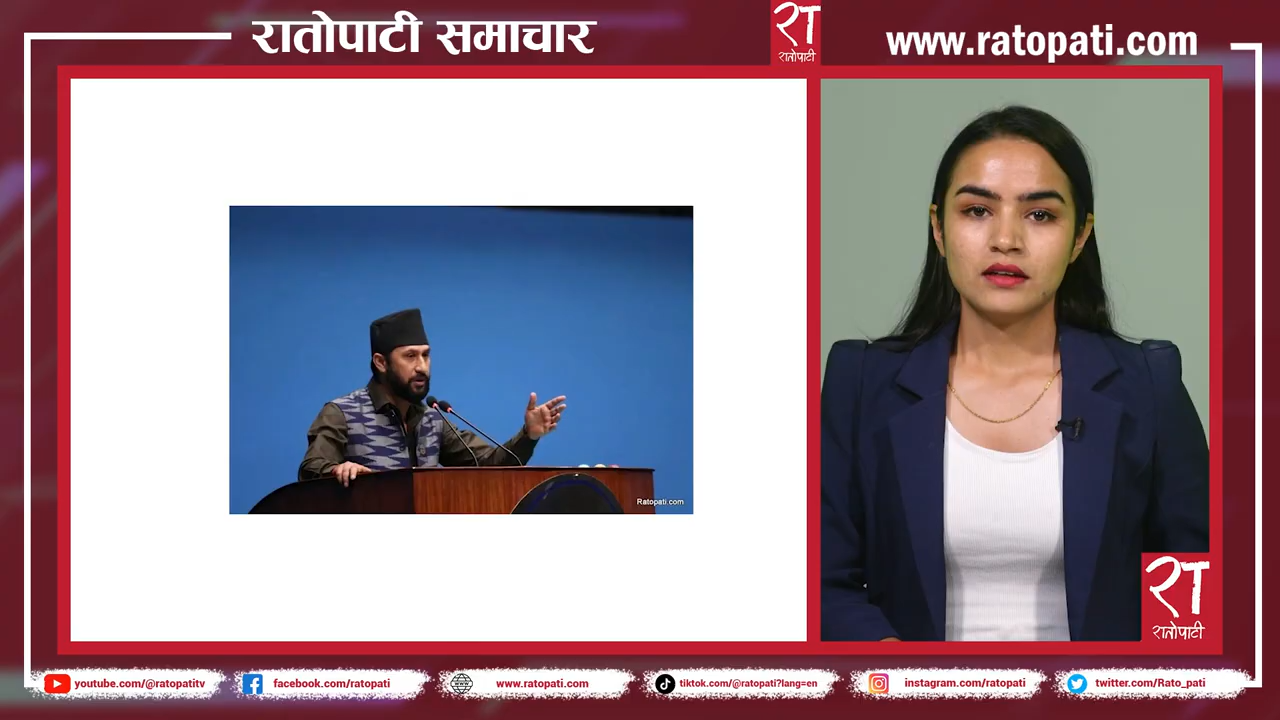 रातोपाटी समाचार
रा
रातोपाटी
www.ratopati.com
Ratopati.com
रा
रातोपाटी
youtube.com/@ratopatitv
facebook.com/ratopati
www.ratopati.com
tiktok.com/@ratopati?lang=en
instagram.com/ratopati
twitter.com/Rato_pati